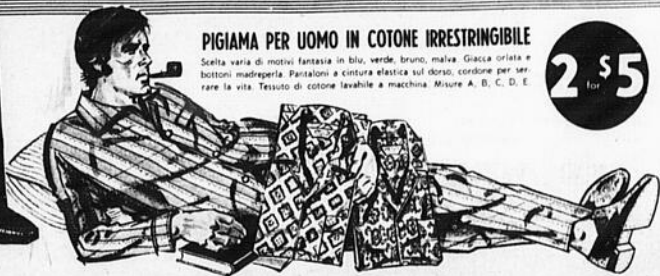 PIGIAMA PER UOMO IN COTONE IRRESTRINGIBILE
Scelta varia di motivi fantasia in blu, verde, bruno, malva. Giacca orlata e
bottoni madreperla. Pantaloni a cintura elastica sul dorso, cordone per ser-
rare la vita. Tessuto di cotone lavabile a macchina. Misure A, B, C, D, E.
2 for $5